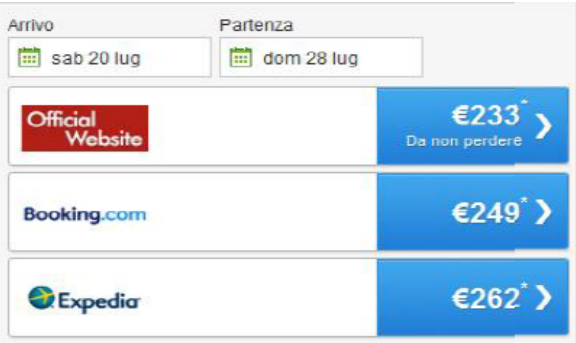 Arrivo Partenza
sab 20 lug dom 28 lug
Official
Website
€233*
Da non perdere
Booking.com
€249*
Expedia
€262*